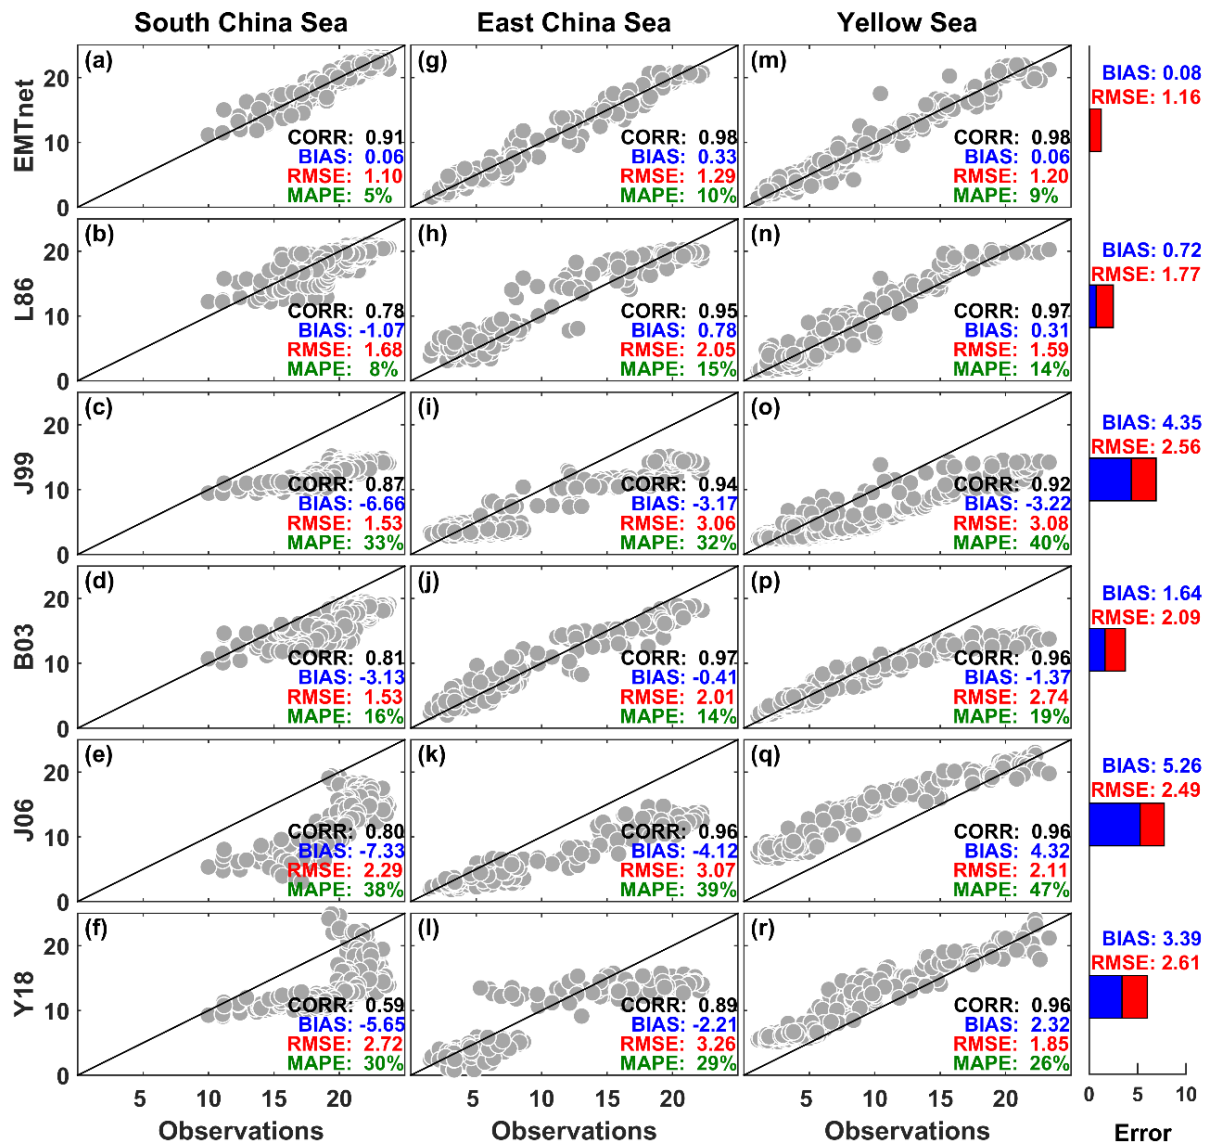 South China Sea
East China Sea
Yellow Sea
EMTnet
20
10
0
(a)
CORR: 0.91
BIAS: 0.06
RMSE: 1.10
MAPE: 5%
(g)
CORR: 0.98
BIAS: 0.33
RMSE: 1.29
MAPE: 10%
(m)
CORR: 0.98
BIAS: 0.06
RMSE: 1.20
MAPE: 9%
BIAS: 0.08
RMSE: 1.16
L86
20
10
0
(b)
CORR: 0.78
BIAS: -1.07
RMSE: 1.68
MAPE: 8%
(h)
CORR: 0.95
BIAS: 0.78
RMSE: 2.05
MAPE: 15%
(n)
CORR: 0.97
BIAS: 0.31
RMSE: 1.59
MAPE: 14%
BIAS: 0.72
RMSE: 1.77
J99
20
10
0
(c)
CORR: 0.87
BIAS: -6.66
RMSE: 1.53
MAPE: 33%
(i)
CORR: 0.94
BIAS: -3.17
RMSE: 3.06
MAPE: 32%
(o)
CORR: 0.92
BIAS: -3.22
RMSE: 3.08
MAPE: 40%
BIAS: 4.35
RMSE: 2.56
B03
20
10
0
(d)
CORR: 0.81
BIAS: -3.13
RMSE: 1.53
MAPE: 16%
(j)
CORR: 0.97
BIAS: -0.41
RMSE: 2.01
MAPE: 14%
(p)
CORR: 0.96
BIAS: -1.37
RMSE: 2.74
MAPE: 19%
BIAS: 1.64
RMSE: 2.09
J06
20
10
0
(e)
CORR: 0.80
BIAS: -7.33
RMSE: 2.29
MAPE: 38%
(k)
CORR: 0.96
BIAS: -4.12
RMSE: 3.07
MAPE: 39%
(q)
CORR: 0.96
BIAS: 4.32
RMSE: 2.11
MAPE: 47%
BIAS: 5.26
RMSE: 2.49
Y18
20
10
0
(f)
CORR: 0.59
BIAS: -5.65
RMSE: 2.72
MAPE: 30%
(l)
CORR: 0.89
BIAS: -2.21
RMSE: 3.26
MAPE: 29%
(r)
CORR: 0.96
BIAS: 2.32
RMSE: 1.85
MAPE: 26%
BIAS: 3.39
RMSE: 2.61
5 10 15 20
5 10 15 20
5 10 15 20
0 5 10
Observations
Observations
Observations
Error